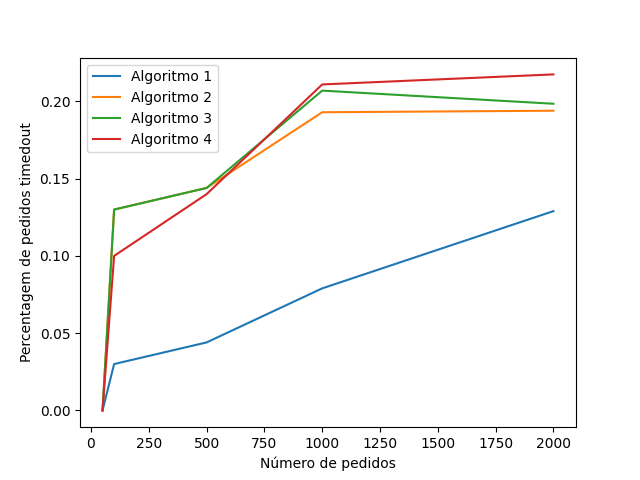 Algoritmo 1
Algoritmo 2
Algoritmo 3
Algoritmo 4
Percentagem de pedidos timedout
0.20
0.15
0.10
0.05
0.00
0 250 500 750 1000 1250 1500 1750 2000
Número de pedidos